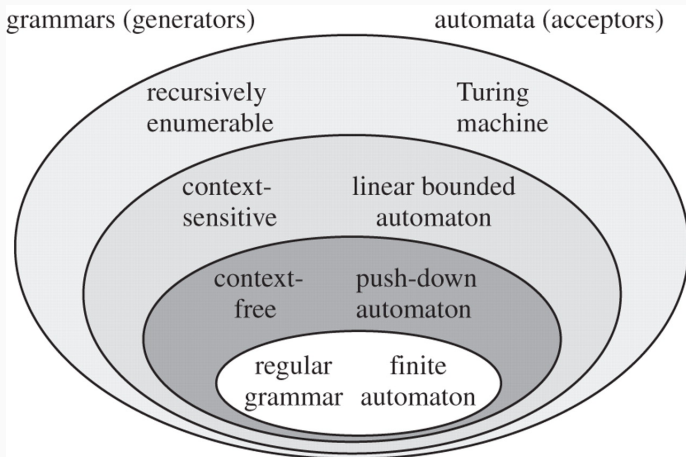 grammars (generators)
automata (acceptors)
recursively
enumerable
Turing
machine
context-
sensitive
linear bounded
automaton
context-
free
push-down
automaton
regular
grammar
finite
automaton